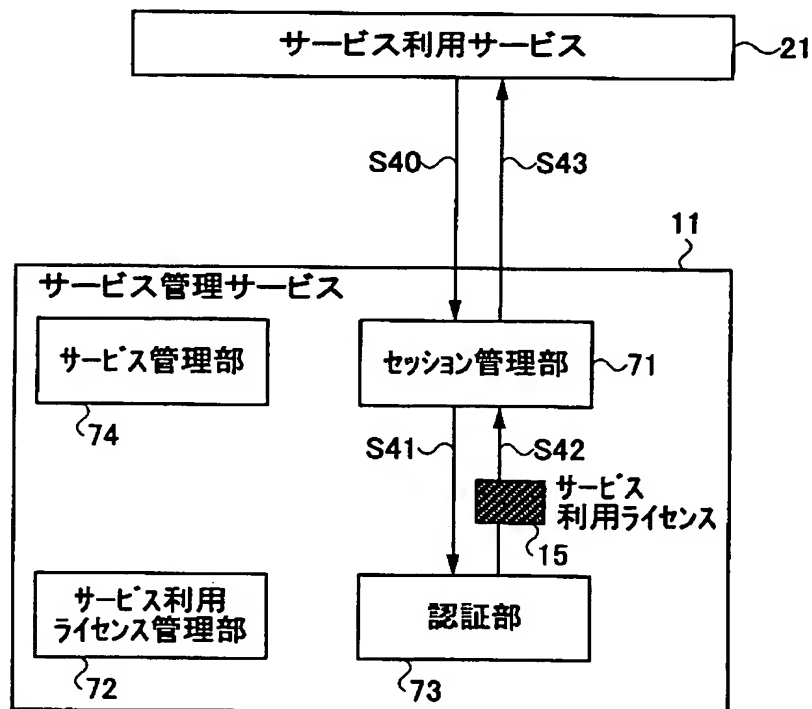 サービス利用サービス
21
S40
S43
11
サービス管理サービス
サービス管理部
74
セッション管理部
71
S41
S42
サービス
利用ライセンス
15
サービス利用
ライセンス管理部
72
認証部
73